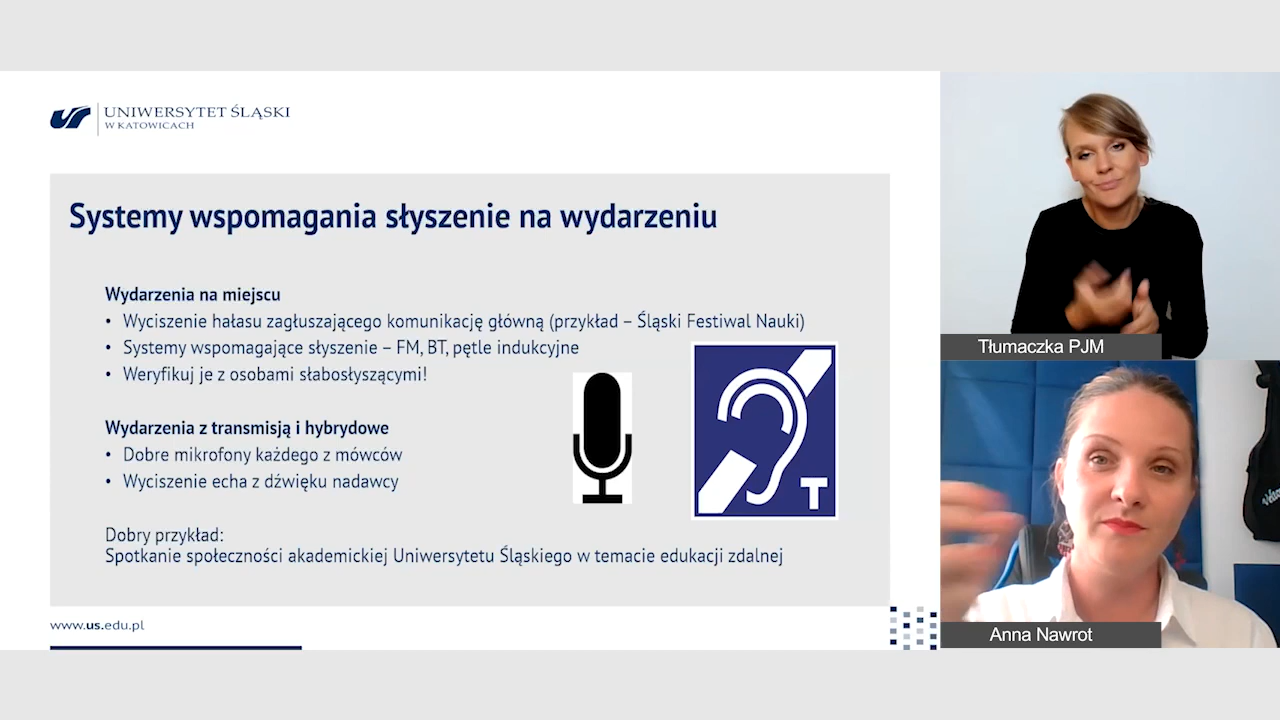 UNIWERSYTET ŚLĄSKI
W KATOWICACH
Systemy wspomagania słyszenie na wydarzeniu
Wydarzenia na miejscu
• Wyciszenie hałasu zagłuszającego komunikację główną (przykład – Śląski Festiwal Nauki)
• Systemy wspomagające słyszenie – FM, BT, pętle indukcyjne
• Weryfikuj je z osobami słabosłyszącymi!
Wydarzenia z transmisją i hybrydowe
• Dobre mikrofony każdego z mówców
• Wyciszenie echa z dźwięku nadawcy
T
Dobry przykład:
Spotkanie społeczności akademickiej Uniwersytetu Śląskiego w temacie edukacji zdalnej
www.us.edu.pl
Tłumaczka PJM
Anna Nawrot